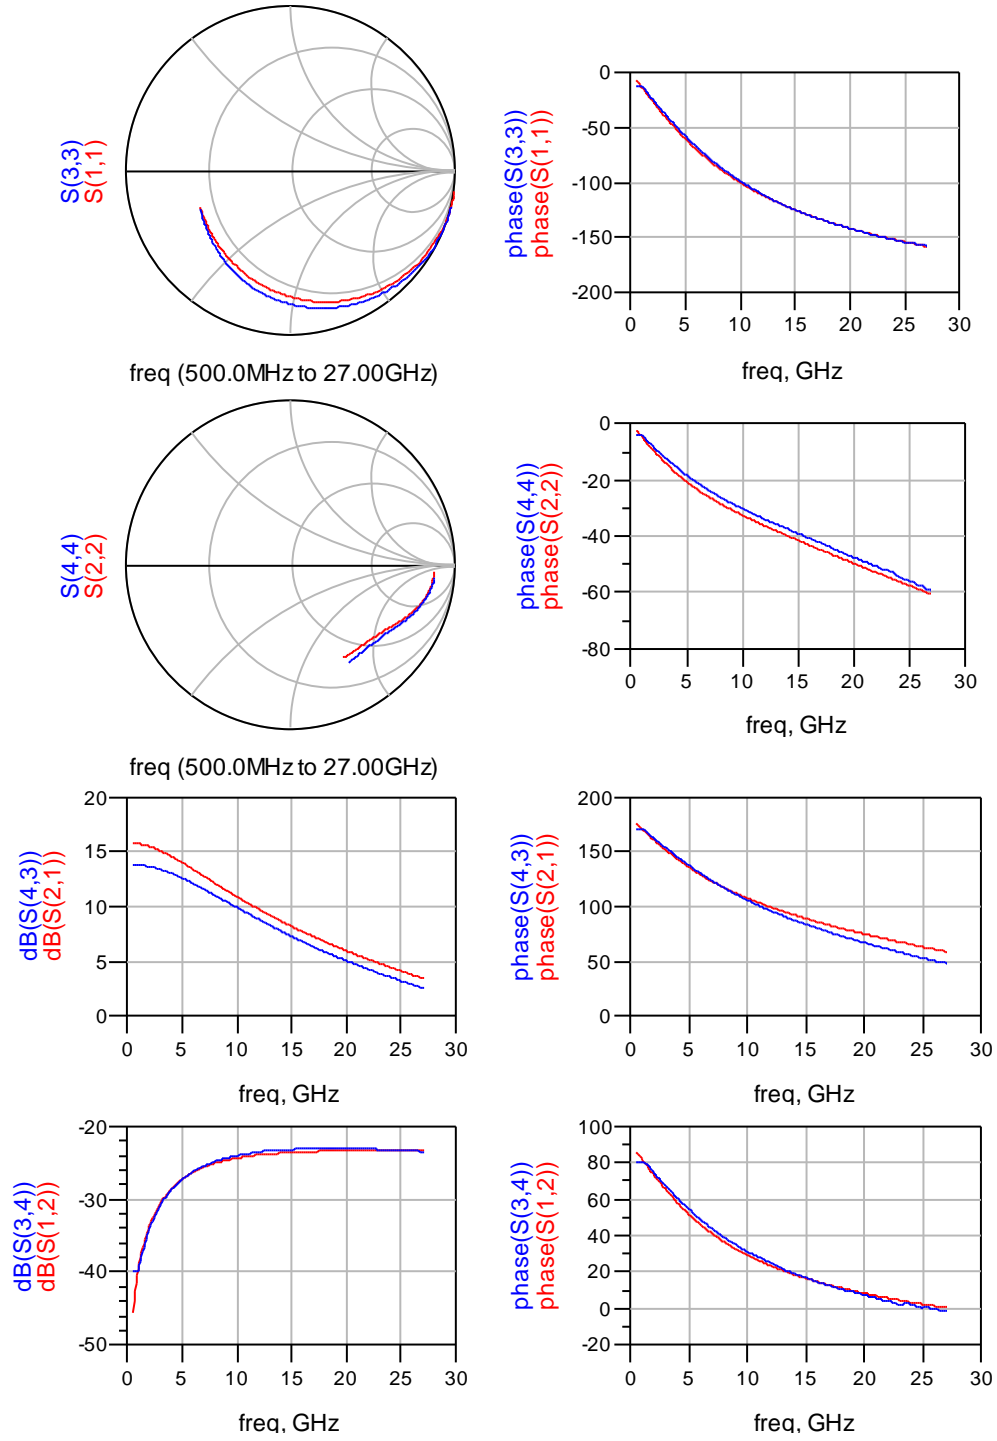 S(3,3)
S(1,1)
freq (500.0MHz to 27.00GHz)
phase(S(3,3))
phase(S(1,1))
0
-50
-100
-150
-200
0 5 10 15 20 25 30
freq, GHz
S(4,4)
S(2,2)
freq (500.0MHz to 27.00GHz)
phase(S(4,4))
phase(S(2,2))
0
-20
-40
-60
-80
0 5 10 15 20 25 30
freq, GHz
dB(S(4,3))
dB(S(2,1))
20
15
10
5
0
0 5 10 15 20 25 30
freq, GHz
phase(S(4,3))
phase(S(2,1))
200
150
100
50
0
0 5 10 15 20 25 30
freq, GHz
dB(S(3,4))
dB(S(1,2))
-20
-30
-40
-50
0 5 10 15 20 25 30
freq, GHz
phase(S(3,4))
phase(S(1,2))
100
80
60
40
20
0
-20
0 5 10 15 20 25 30
freq, GHz